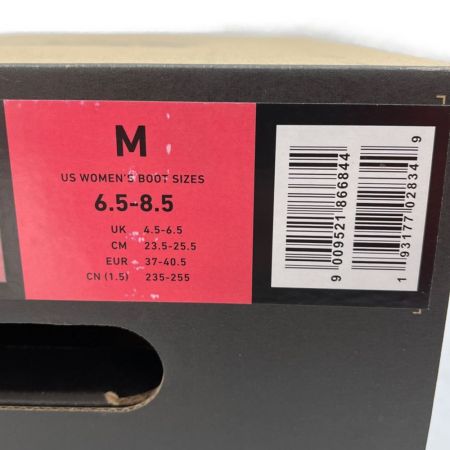 M
US WOMEN'S BOOT SIZES
6.5-8.5
UK 4.5-6.5
CM 23.5-25.5
EUR 37-40.5
CN (1.5) 235-255
9 009521 866844
1 93177 02834 9